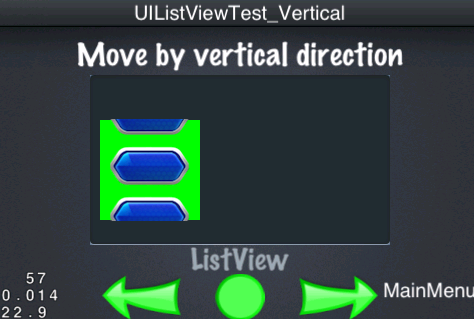 UIListViewTest_Vertical
Move by vertical direction
ListView
57
0.014
22.9
MainMenu